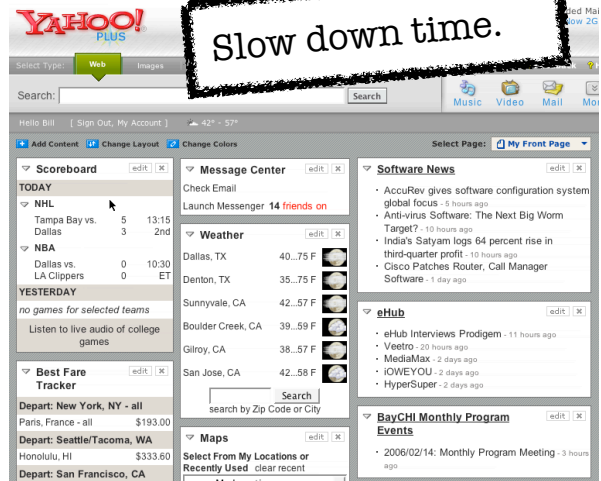 YAHOO!
PLUS
Slow down time.
Select Type:
Web
Images
Search:
Search
Music
Video
Mail
Hello Bill [ Sign Out, My Account ] 42° - 57°
Add Content Change Layout Change Colors
Select Page: My Front Page
Scoreboard edit
TODAY
NHL
Tampa Bay vs. 5 13:15
Dallas 3 2nd
NBA
Dallas vs. 0 10:30
LA Clippers 0 ET
YESTERDAY
no games for selected teams
Listen to live audio of college
games
Best Fare edit
Tracker
Depart: New York, NY - all
Paris, France - all $193.00
Depart: Seattle/Tacoma, WA
Honolulu, HI $333.60
Depart: San Francisco, CA
Message Center edit
Check Email
Launch Messenger 14 friends on
Weather edit
Dallas, TX 40...75 F
Denton, TX 35...75 F
Sunnyvale, CA 42...57 F
Boulder Creek, CA 39...59 F
Gilroy, CA 38...57 F
San Jose, CA 42...58 F
Search
search by Zip Code or City
Maps edit
Select From My Locations or
Recently Used clear recent
Software News edit
· AccuRev gives software configuration system
global focus - 5 hours ago
· Anti-virus Software: The Next Big Worm
Target? - 10 hours ago
· India's Satyam logs 64 percent rise in
third-quarter profit - 10 hours ago
· Cisco Patches Router, Call Manager
Software - 1 day ago
eHub edit
· eHub Interviews Prodigem - 11 hours ago
· Veetro - 20 hours ago
· MediaMax - 2 days ago
· iOWEYOU - 2 days ago
· HyperSuper - 2 days ago
BayCHI Monthly Program edit
Events
· 2006/02/14: Monthly Program Meeting - 3 hours
ago